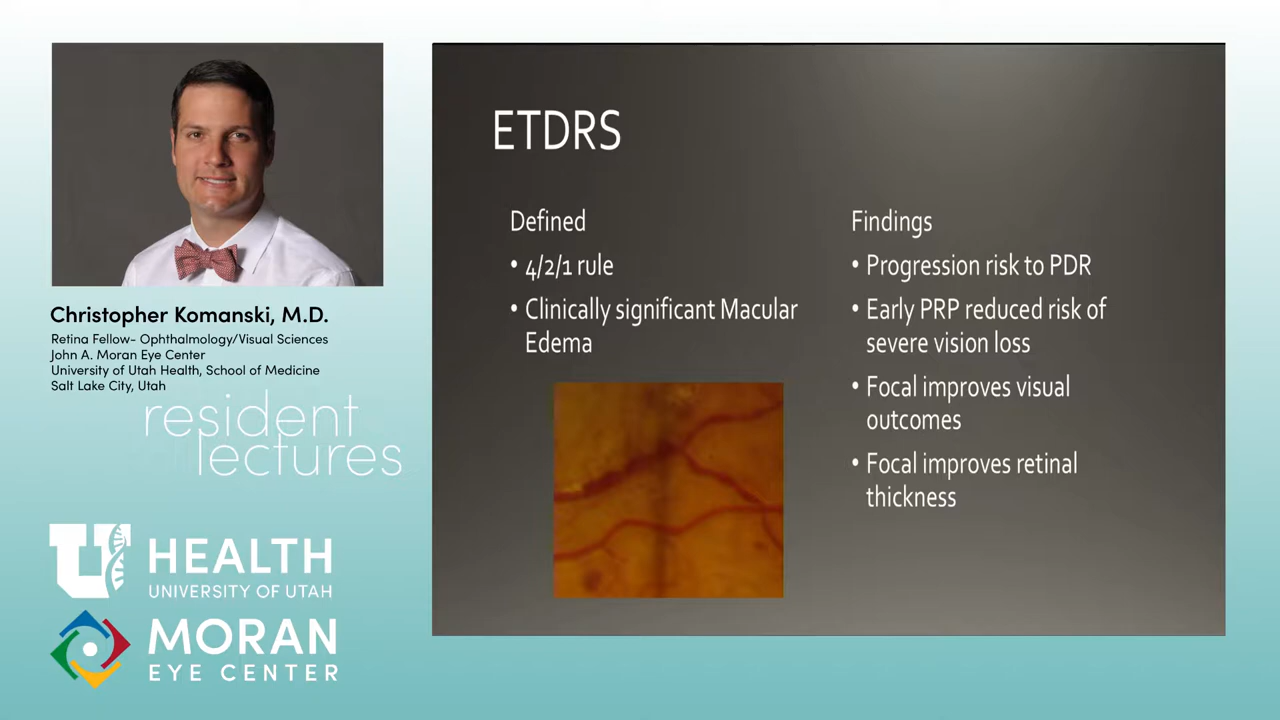 Christopher Komanski, M.D.
Retina Fellow- Ophthalmology/Visual Sciences
John A. Moran Eye Center
University of Utah Health, School of Medicine
Salt Lake City, Utah
resident
lectures
U HEALTH
UNIVERSITY OF UTAH
MORAN
EYE CENTER
ETDRS
Defined
• 4/2/1 rule
• Clinically significant Macular
Edema
Findings
• Progression risk to PDR
• Early PRP reduced risk of
severe vision loss
• Focal improves visual
outcomes
• Focal improves retinal
thickness